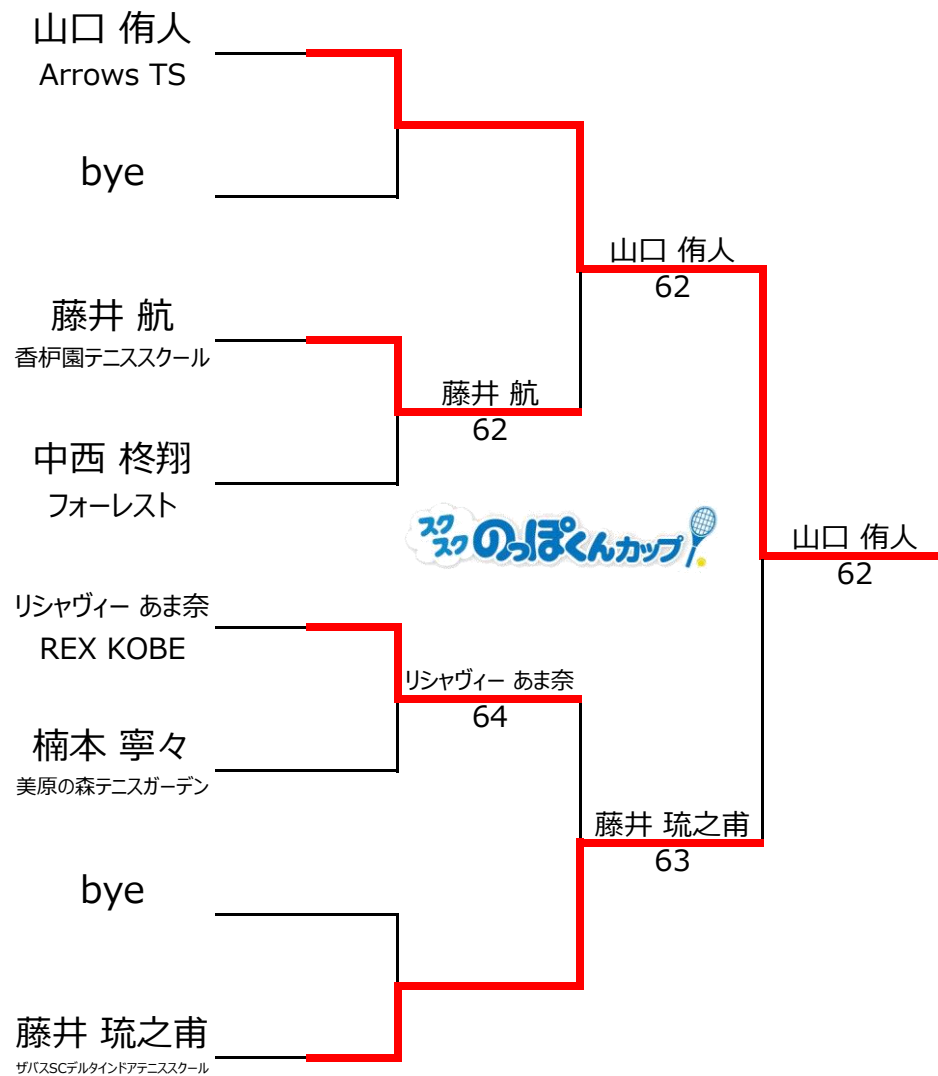 山口 侑人
Arrows TS
bye
藤井 航
香枦園テニススクール
中西 柊翔
フォーレスト
リシャヴィー あま奈
REX KOBE
楠本 寧々
美原の森テニスガーデン
bye
藤井 琉之甫
ザバスSCデルタインドアテニススクール
藤井 航
62
リシャヴィー あま奈
64
山口 侑人
62
藤井 琉之甫
63
スクスク のっぽくんカップ
山口 侑人
62